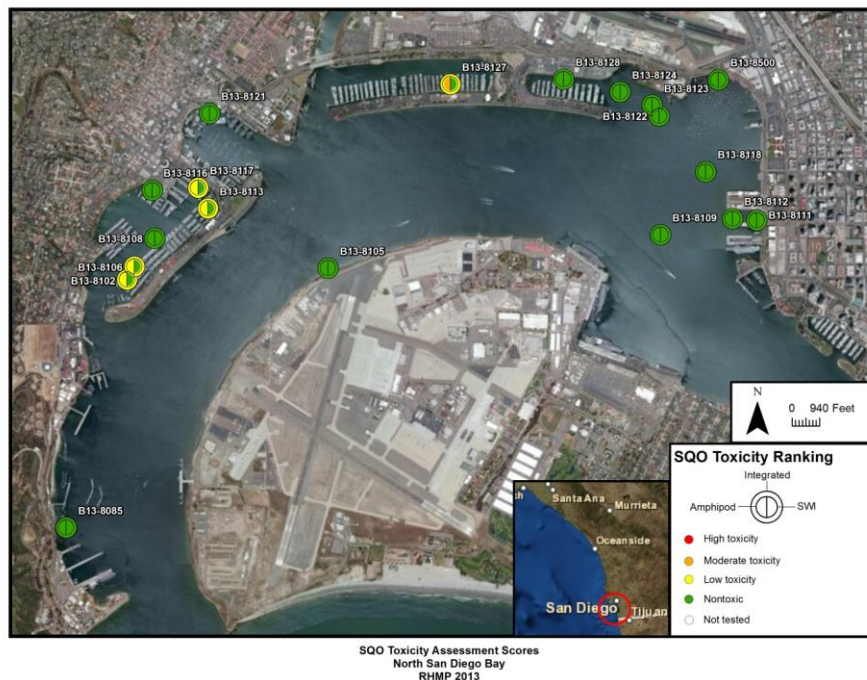 B13-8127
B13-8128
B13-8124
B13-8500
B13-8123
B13-8122
B13-8121
B13-8118
B13-8116
B13-8117
B13-8113
B13-8112
B13-8109
B13-8111
B13-8108
B13-8105
B13-8106
B13-8102
B13-8085
N
0 940 Feet
SQO Toxicity Ranking
Integrated
Amphipod
SWI
High toxicity
Moderate toxicity
Low toxicity
Nontoxic
Not tested
Santa Ana
Murrieta
Oceanside
San Diego
SQO Toxicity Assessment Scores
North San Diego Bay
RHMP 2013